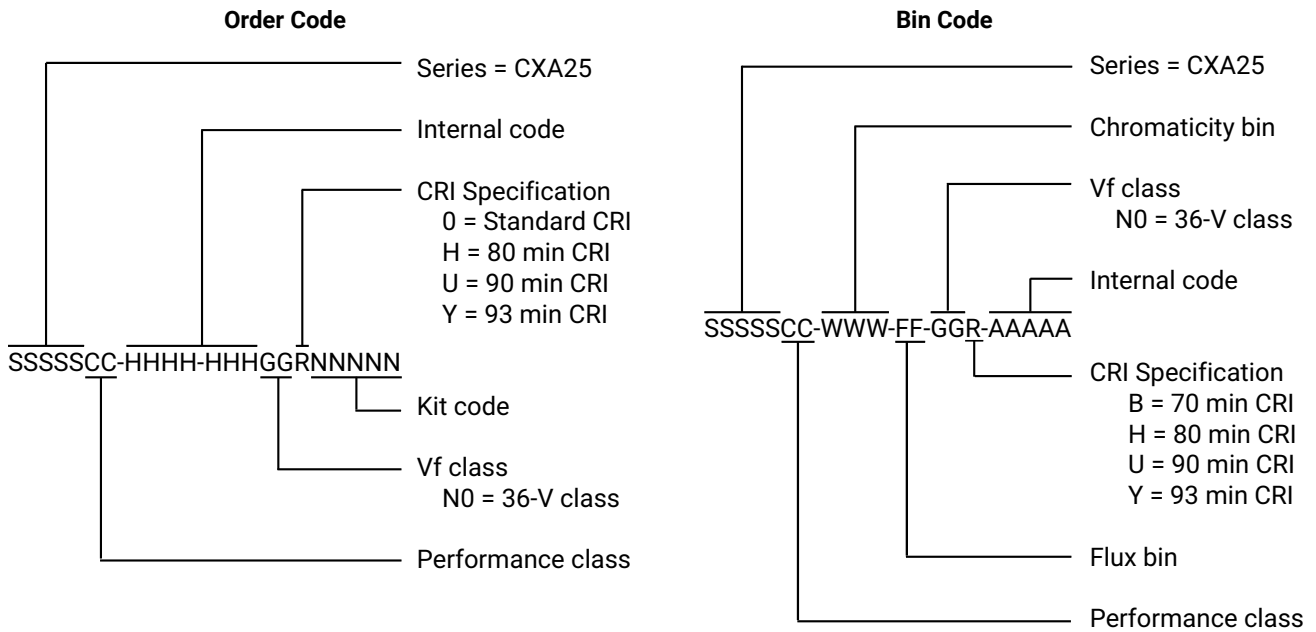 Order Code
Series = CXA25
Internal code
CRI Specification
0 = Standard CRI
H = 80 min CRI
U = 90 min CRI
Y = 93 min CRI
SSSSSCC-HHHH-HHHGGRNNNNN
Kit code
Vf class
N0 = 36-V class
Performance class
Bin Code
Series = CXA25
Chromaticity bin
Vf class
N0 = 36-V class
Internal code
SSSSSCC-WWW-FF-GGR-AAAAA
CRI Specification
B = 70 min CRI
H = 80 min CRI
U = 90 min CRI
Y = 93 min CRI
Flux bin
Performance class